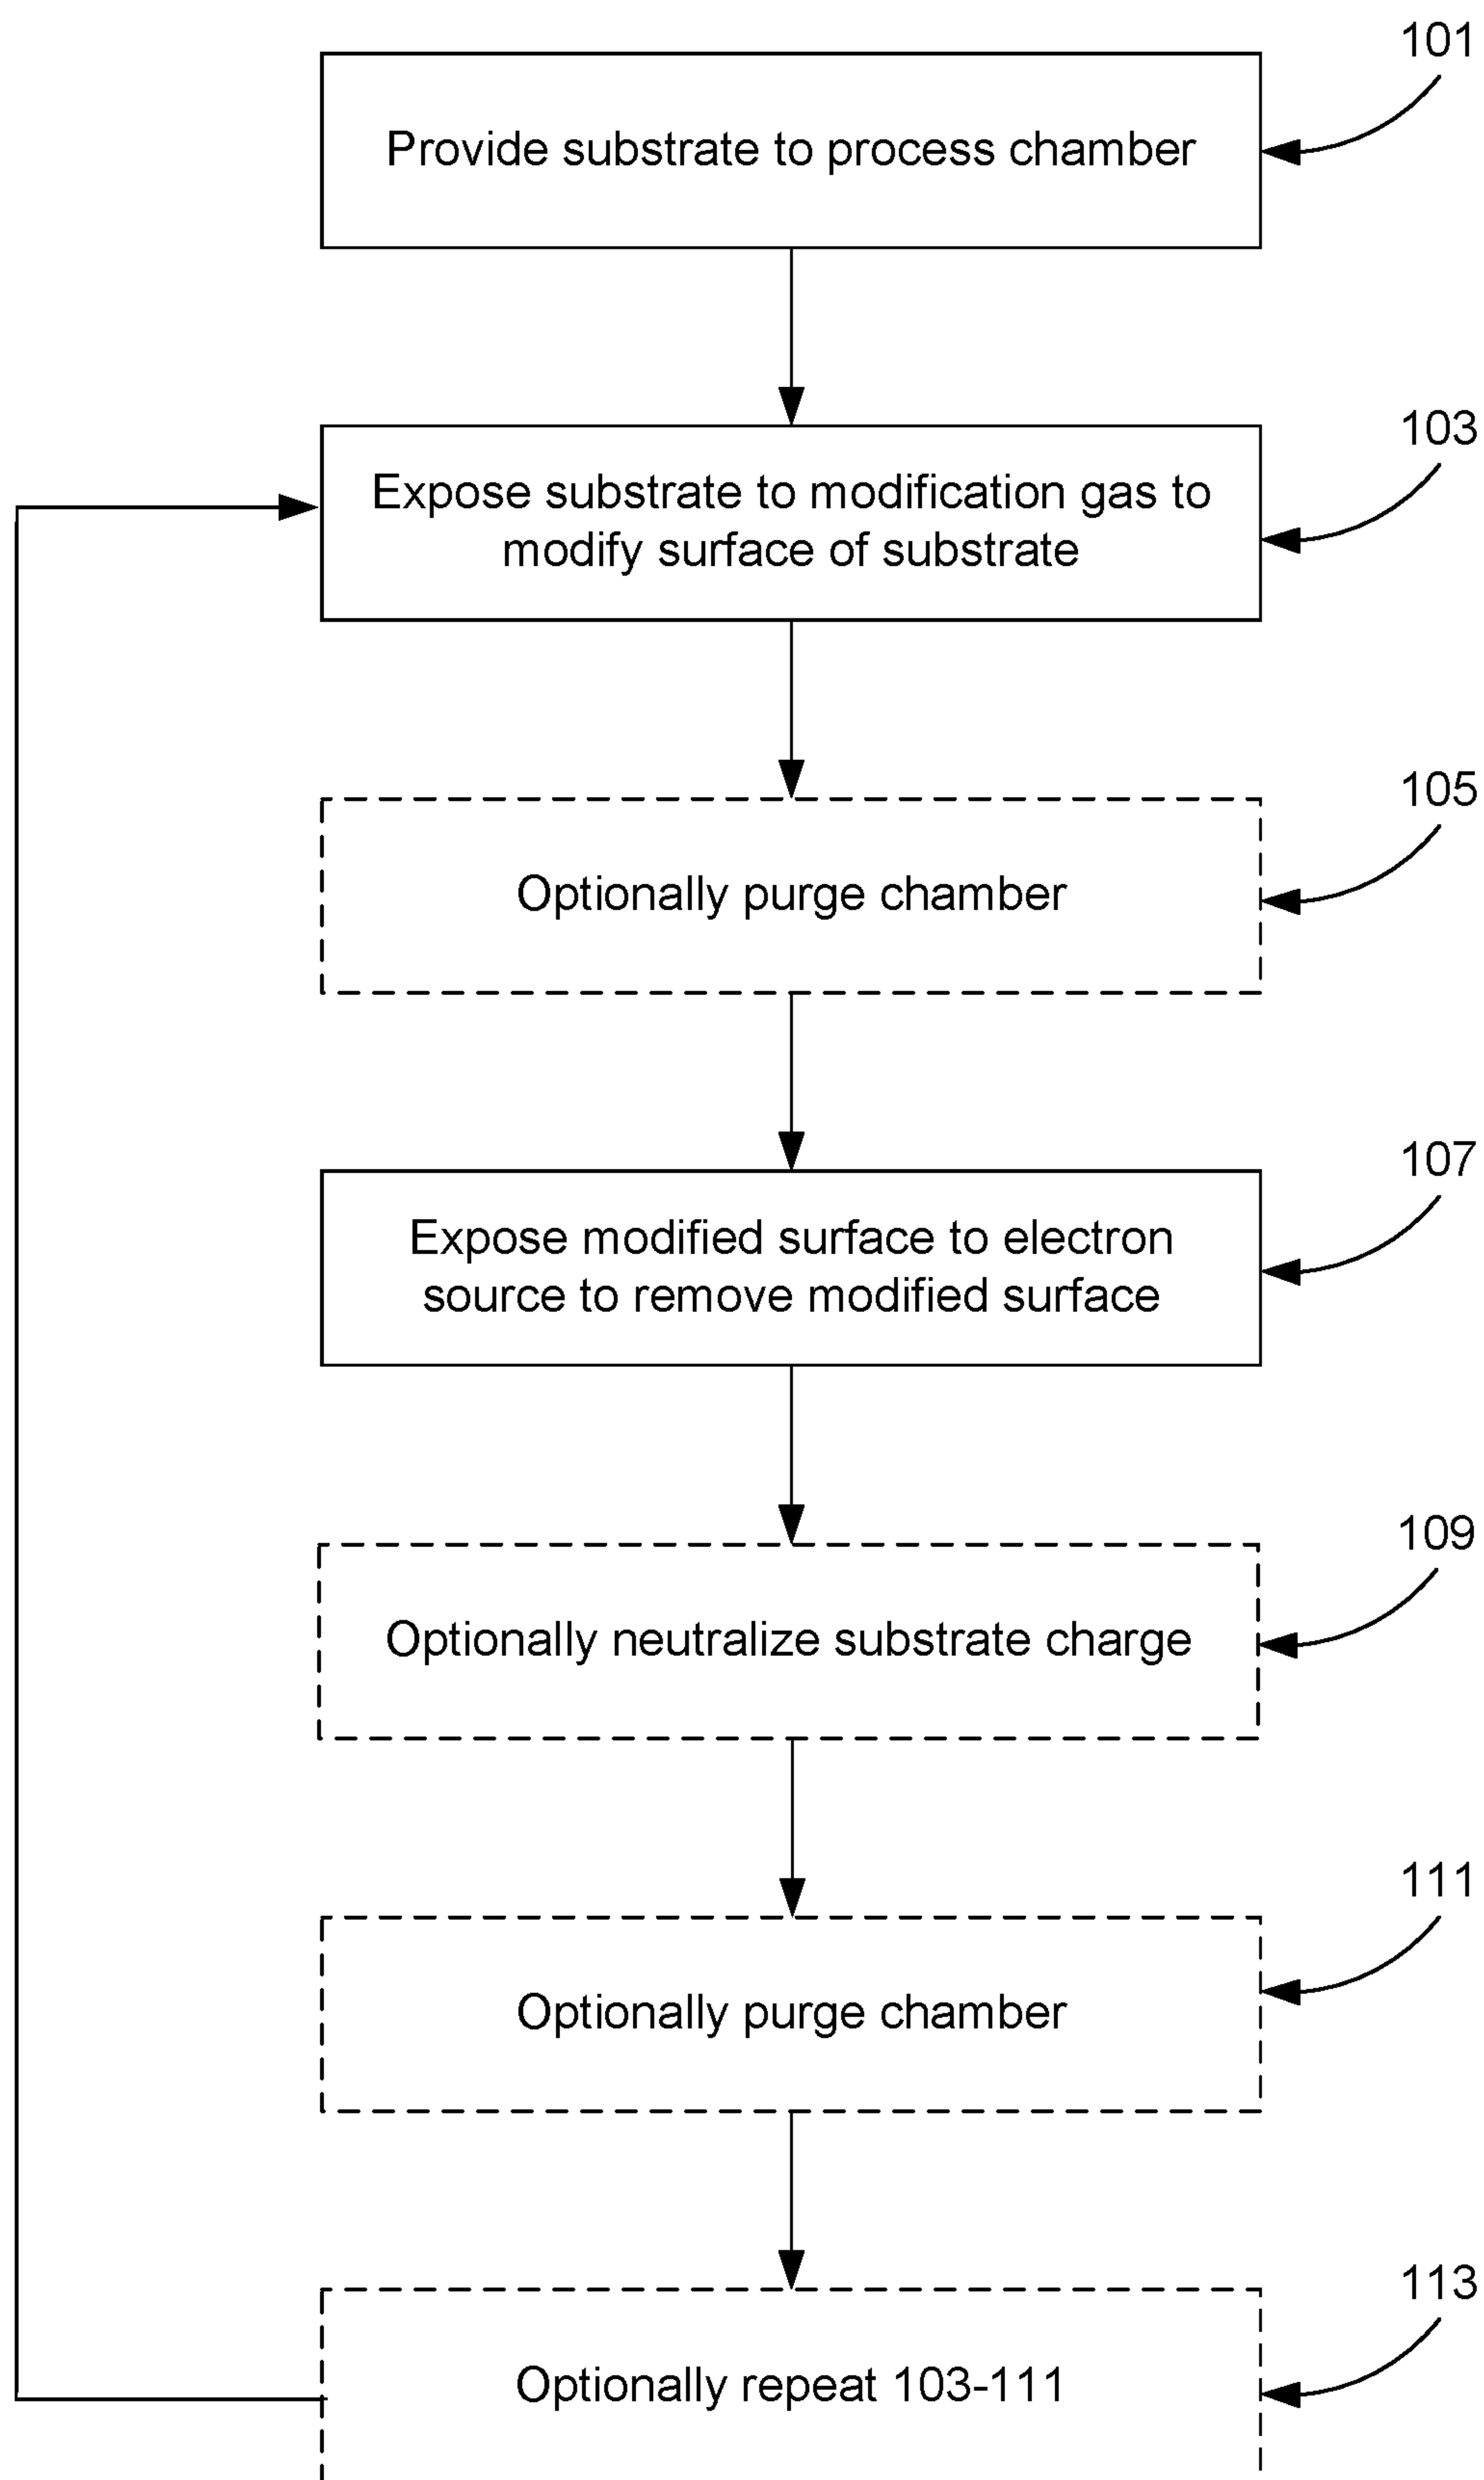 101
Provide substrate to process chamber
103
Expose substrate to modification gas to
modify surface of substrate
105
Optionally purge chamber
107
Expose modified surface to electron
source to remove modified surface
109
Optionally neutralize substrate charge
111
Optionally purge chamber
113
Optionally repeat 103-111